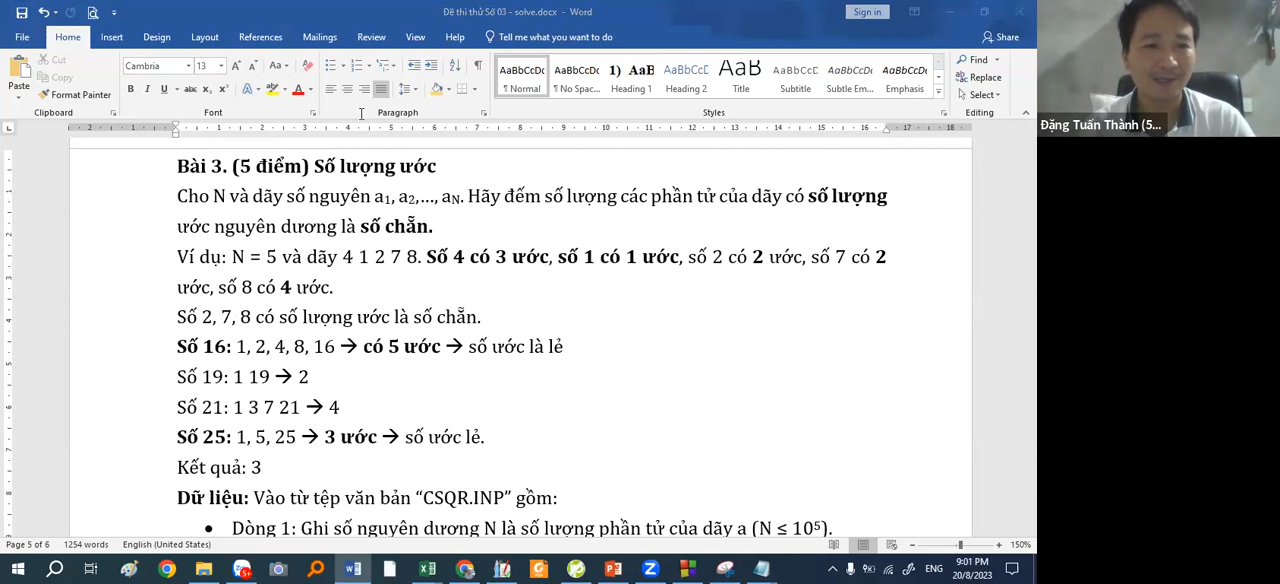 Đề thi thử Số 03 - solve.docx - Word
Sign in
File Home Insert Design Layout References Mailings Review View Help Tell me what you want to do Share
Paste
Cut
Copy
Format Painter
Clipboard
Cambria 13
Font
Paragraph
AaBbCcDc AaBbCcDc 1) AaB AaBbCcDc AaB AaBbCcD AaBbCcDc AaBbCcDc
¶ Normal ¶ No Spac... Heading 1 Heading 2 Title Subtitle Subtle Em... Emphasis
Styles
Find
Replace
Select
Editing
Đặng Tuấn Thành (5...
Bài 3. (5 điểm) Số lượng ước
Cho N và dãy số nguyên a₁, a₂,..., aN. Hãy đếm số lượng các phần tử của dãy có số lượng
ước nguyên dương là số chẵn.
Ví dụ: N = 5 và dãy 4 1 2 7 8. Số 4 có 3 ước, số 1 có 1 ước, số 2 có 2 ước, số 7 có 2
ước, số 8 có 4 ước.
Số 2, 7, 8 có số lượng ước là số chẵn.
Số 16: 1, 2, 4, 8, 16 → có 5 ước → số ước là lẻ
Số 19: 1 19 → 2
Số 21: 1 3 7 21 → 4
Số 25: 1, 5, 25 → 3 ước → số ước lẻ.
Kết quả: 3
Dữ liệu: Vào từ tệp văn bản “CSQR.INP” gồm:
• Dòng 1: Ghi số nguyên dương N là số lượng phần tử của dãy a (N ≤ 10⁵).
Page 5 of 6 1254 words English (United States) 150%
ENG 9:01 PM
20/8/2023